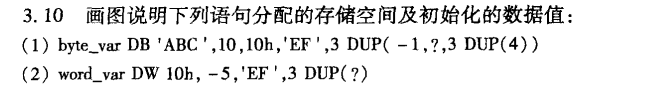 3.10 画图说明下列语句分配的存储空间及初始化的数据值：
(1) byte_var DB 'ABC',10,10h,'EF',3 DUP(-1,?,3 DUP(4))
(2) word_var DW 10h,-5,'EF',3 DUP(?)